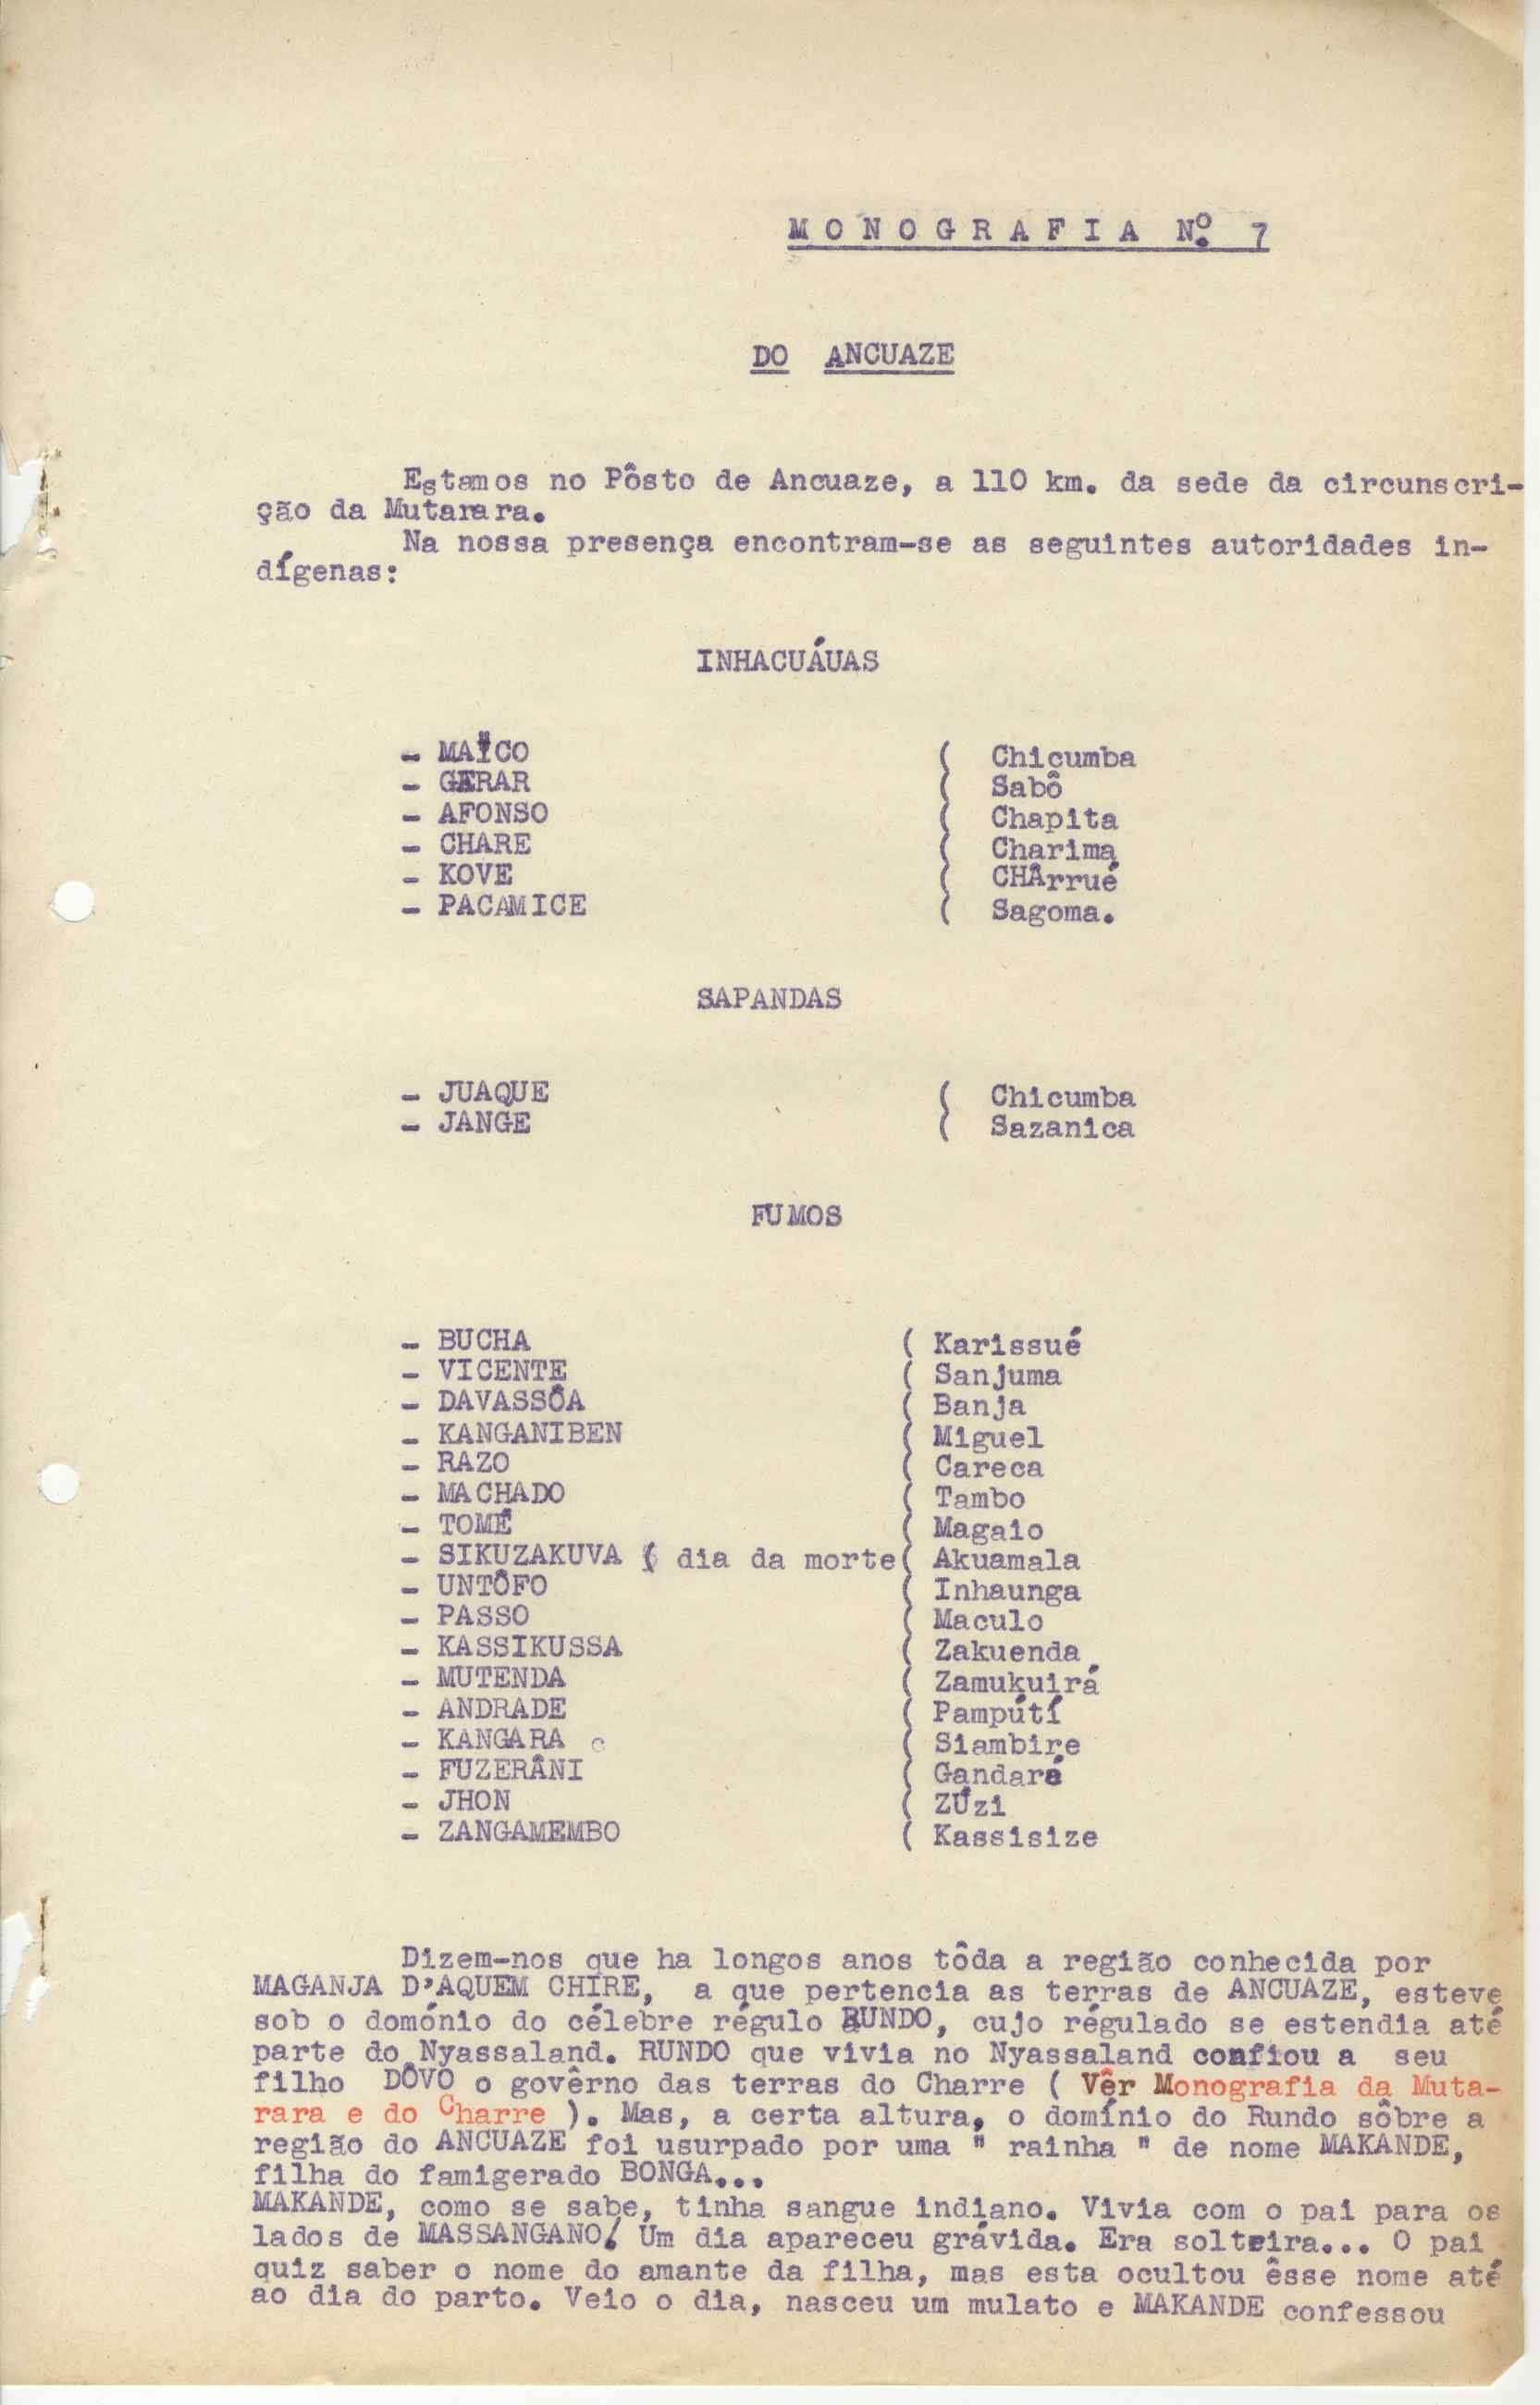 MONOGRAFIA Nº. 7
DO ANCUAZE
Estamos no Pôsto de Ancuaze, a 110 km. da sede da circunscri-
ção da Mutarara.
Na nossa presença encontram-se as seguintes autoridades in-
dígenas:
INHACUÁUAS
- MAICO ( Chicumba
- GERAR ( Sabô
- AFONSO ( Chapita
- CHARE ( Charima
- KOVE ( CHÂrrué
- PACAMICE ( Sagoma.
SAPANDAS
- JUAQUE ( Chicumba
- JANGE ( Sazanica
FUMOS
- BUCHA ( Karissué
- VICENTE ( Sanjuma
- DAVASSÔA ( Banja
- KANGANIBEN ( Miguel
- RAZO ( Careca
- MACHADO ( Tambo
- TOMÉ ( Magaio
- SIKUZAKUVA ( dia da morte ( Akuamala
- UNTÔFO ( Inhaunga
- PASSO ( Maculo
- KASSIKUSSA ( Zakuenda
- MUTENDA ( Zamukuirá
- ANDRADE ( Pampútí
- KANGARA ( Siambire
- FUZERÂNI ( Gandará
- JHON ( ZÚzi
- ZANGAMEMBO ( Kassisize
Dizem-nos que ha longos anos tôda a região conhecida por
MAGANJA D'AQUEM CHIRE, a que pertencia as terras de ANCUAZE, esteve
sob o domónio do célebre régulo RUNDO, cujo régulado se estendia até
parte do Nyassaland. RUNDO que vivia no Nyassaland confiou a seu
filho DÔVO o govêrno das terras do Charre ( Vêr Monografia da Muta-
rara e do Charre ). Mas, a certa altura, o domínio do Rundo sôbre a
região do ANCUAZE foi usurpado por uma " rainha " de nome MAKANDE,
filha do famigerado BONGA...
MAKANDE, como se sabe, tinha sangue indiano. Vivia com o pai para os
lados de MASSANGANO. Um dia apareceu grávida. Era solteira... O pai
quiz saber o nome do amante da filha, mas esta ocultou êsse nome até
ao dia do parto. Veio o dia, nasceu um mulato e MAKANDE confessou